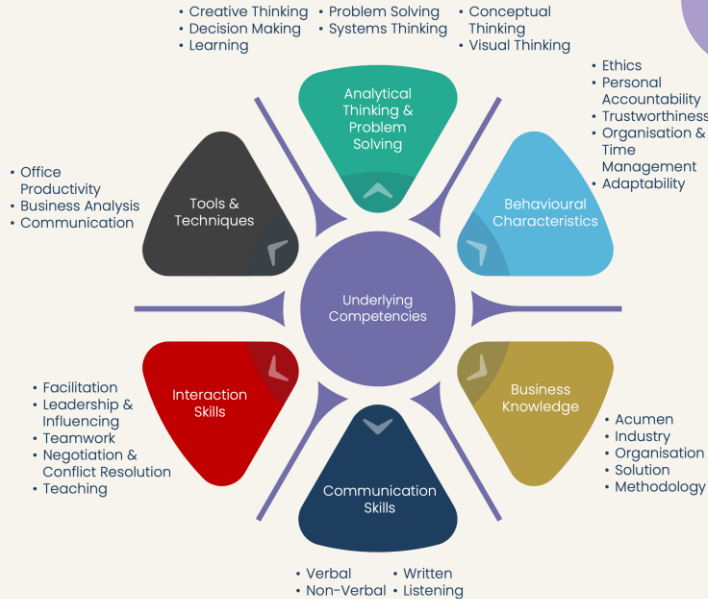 • Creative Thinking • Problem Solving • Conceptual
• Decision Making • Systems Thinking Thinking
• Learning • Visual Thinking
Analytical
Thinking &
Problem
Solving
• Ethics
• Personal
Accountability
• Trustworthiness
• Organisation &
Time
Management
• Adaptability
Behavioural
Characteristics
• Office
Productivity
• Business Analysis
• Communication
Tools &
Techniques
Underlying
Competencies
Interaction
Skills
• Facilitation
• Leadership &
Influencing
• Teamwork
• Negotiation &
Conflict Resolution
• Teaching
Business
Knowledge
• Acumen
• Industry
• Organisation
• Solution
• Methodology
Communication
Skills
• Verbal • Written
• Non-Verbal • Listening